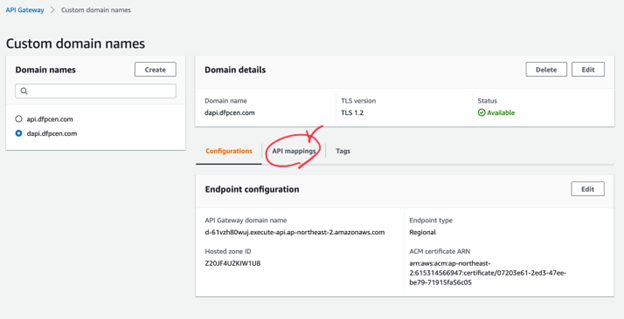 API Gateway > Custom domain names
Custom domain names
Domain names
Create
api.dfpcen.com
dapi.dfpcen.com
Domain details
Delete
Edit
Domain name
dapi.dfpcen.com
TLS version
TLS 1.2
Status
Available
Configurations
API mappings
Tags
Endpoint configuration
Edit
API Gateway domain name
d-61vzh80wuj.execute-api.ap-northeast-2.amazonaws.com
Hosted zone ID
Z20JF4UZKIW1U8
Endpoint type
Regional
ACM certificate ARN
arn:aws:acm:ap-northeast-
2:615314566947:certificate/07203e61-2ed3-47ee-
be79-71915fa56c05